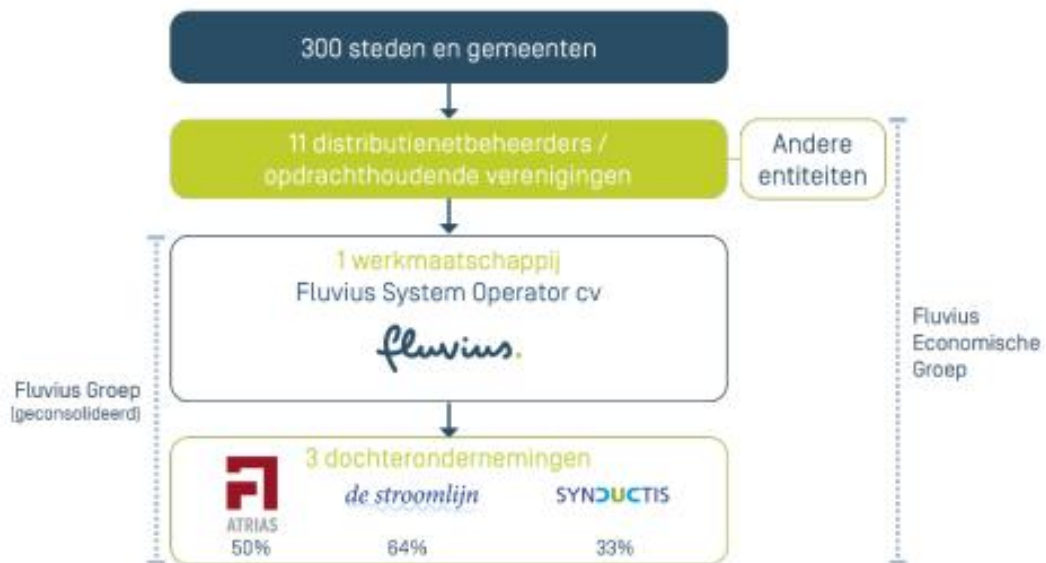 300 steden en gemeenten
11 distributienetbeheerders /
opdrachthoudende verenigingen
Andere
entiteiten
1 werkmaatschappij
Fluvius System Operator cv
fluvius.
Fluvius
Economische
Groep
Fluvius Groep
(geconsolideerd)
3 dochterondernemingen
ATRIAS
de stroomlijn
SYNDUCTIS
50%
64%
33%